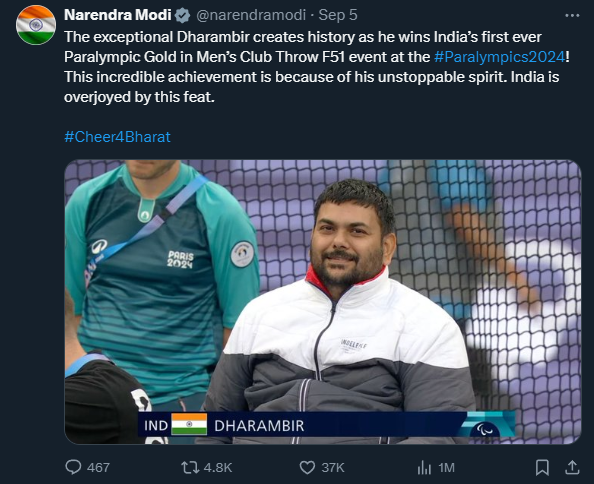 Narendra Modi @narendramodi · Sep 5
The exceptional Dharambir creates history as he wins India's first ever
Paralympic Gold in Men's Club Throw F51 event at the #Paralympics2024!
This incredible achievement is because of his unstoppable spirit. India is
overjoyed by this feat.
#Cheer4Bharat
PARIS
2024
IND DHARAMBIR
467 4.8K 37K 1M